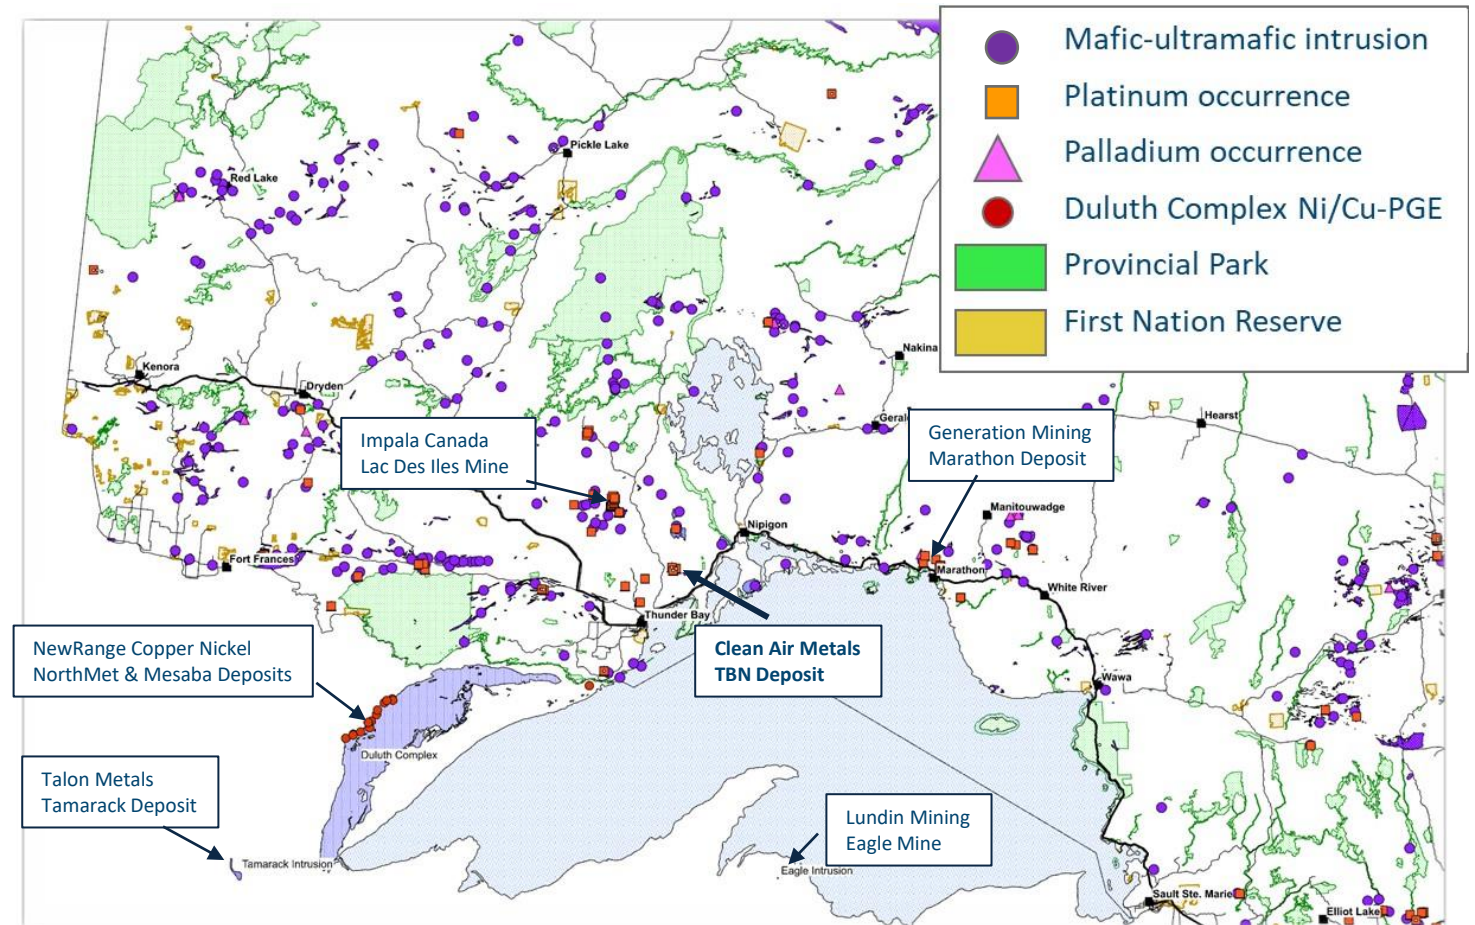 Mafic-ultramafic intrusion
Platinum occurrence
Palladium occurrence
Duluth Complex Ni/Cu-PGE
Provincial Park
First Nation Reserve
Pickle Lake
Red Lake
Nakina
Kenora
Dryden
Hearst
Geral
Impala Canada
Lac Des Iles Mine
Generation Mining
Marathon Deposit
Manitouwadge
Nipigon
Fort Frances
Marathon
White River
Thunder Bay
NewRange Copper Nickel
NorthMet & Mesaba Deposits
Clean Air Metals
TBN Deposit
Wawa
Duluth Complex
Talon Metals
Tamarack Deposit
Lundin Mining
Eagle Mine
Tamarack Intrusion
Eagle Intrusion
Sault Ste. Marie
Elliot Lake